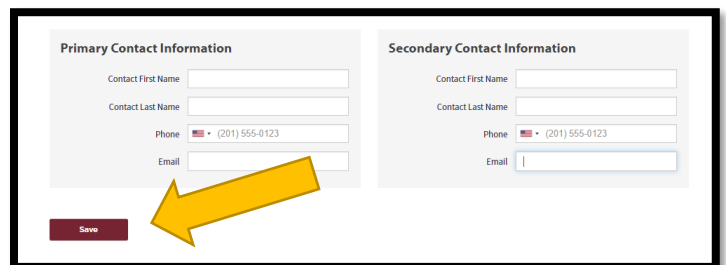 Primary Contact Information
Contact First Name
Contact Last Name
Phone (201) 555-0123
Email
Secondary Contact Information
Contact First Name
Contact Last Name
Phone (201) 555-0123
Email
Save